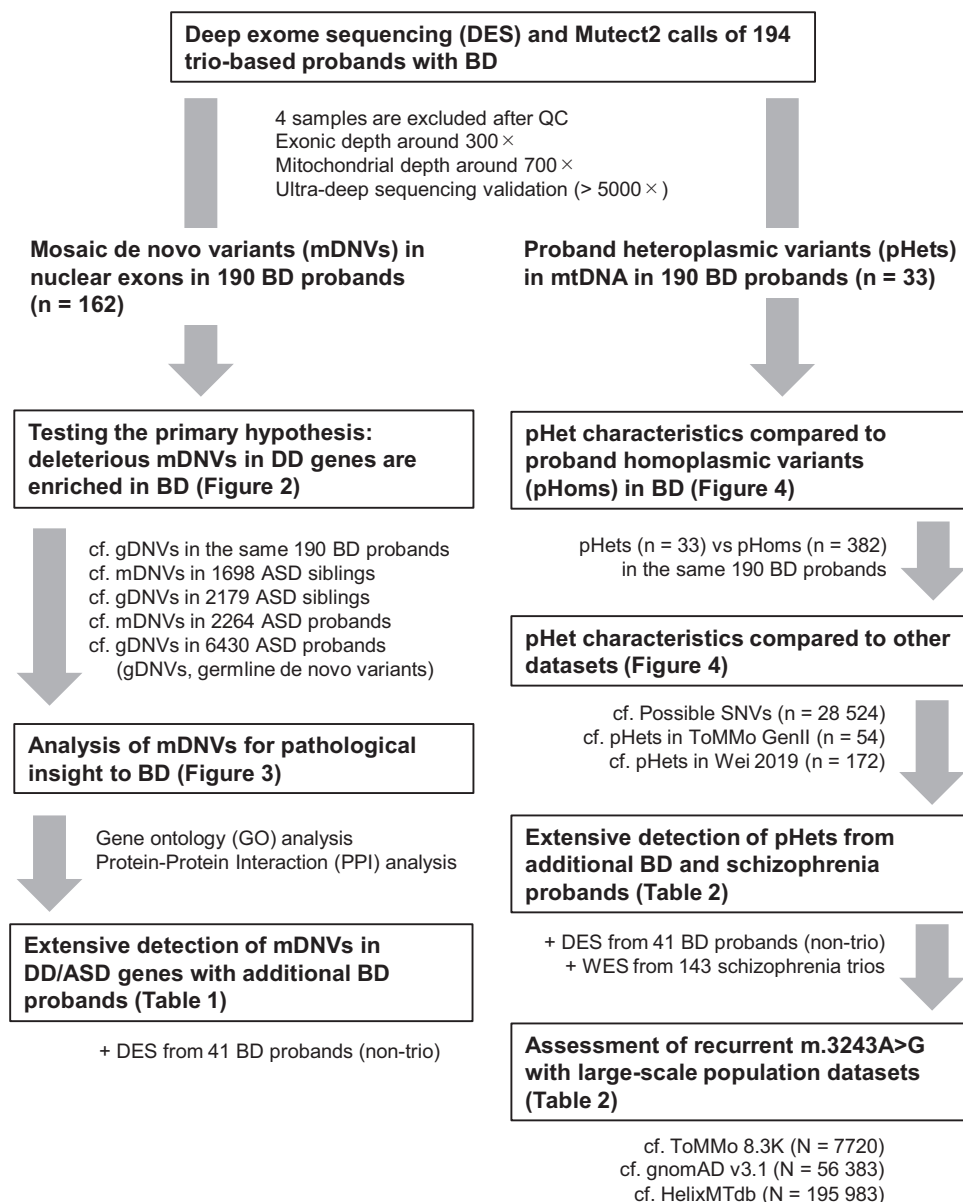 Deep exome sequencing (DES) and Mutect2 calls of 194
trio-based probands with BD
4 samples are excluded after QC
Exonic depth around 300×
Mitochondrial depth around 700×
Ultra-deep sequencing validation (> 5000×)
Mosaic de novo variants (mDNVs) in
nuclear exons in 190 BD probands
(n = 162)
Testing the primary hypothesis:
deleterious mDNVs in DD genes are
enriched in BD (Figure 2)
cf. gDNVs in the same 190 BD probands
cf. mDNVs in 1698 ASD siblings
cf. gDNVs in 2179 ASD siblings
cf. mDNVs in 2264 ASD probands
cf. gDNVs in 6430 ASD probands
(gDNVs, germline de novo variants)
Analysis of mDNVs for pathological
insight to BD (Figure 3)
Gene ontology (GO) analysis
Protein-Protein Interaction (PPI) analysis
Extensive detection of mDNVs in
DD/ASD genes with additional BD
probands (Table 1)
+ DES from 41 BD probands (non-trio)
Proband heteroplasmic variants (pHets)
in mtDNA in 190 BD probands (n = 33)
pHet characteristics compared to
proband homoplasmic variants
(pHoms) in BD (Figure 4)
pHets (n = 33) vs pHoms (n = 382)
in the same 190 BD probands
pHet characteristics compared to other
datasets (Figure 4)
cf. Possible SNVs (n = 28 524)
cf. pHets in ToMMo GenII (n = 54)
cf. pHets in Wei 2019 (n = 172)
Extensive detection of pHets from
additional BD and schizophrenia
probands (Table 2)
+ DES from 41 BD probands (non-trio)
+ WES from 143 schizophrenia trios
Assessment of recurrent m.3243A>G
with large-scale population datasets
(Table 2)
cf. ToMMo 8.3K (N = 7720)
cf. gnomAD v3.1 (N = 56 383)
cf. HelixMTdb (N = 195 983)